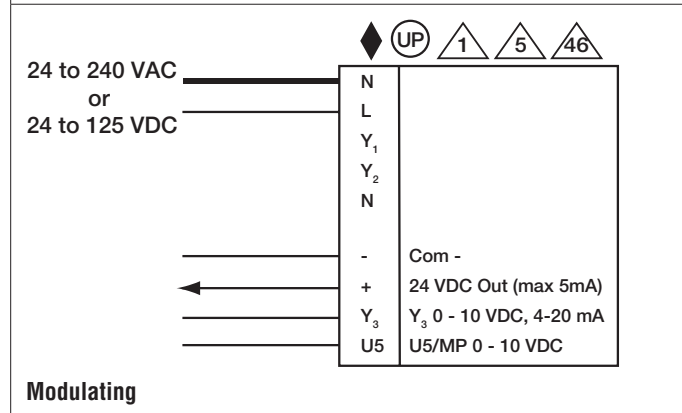 UP 1 5 46
24 to 240 VAC
or
24 to 125 VDC
N
L
Y₁
Y₂
N
- Com -
+ 24 VDC Out (max 5mA)
Y₃ Y₃ 0 - 10 VDC, 4-20 mA
U5 U5/MP 0 - 10 VDC
Modulating